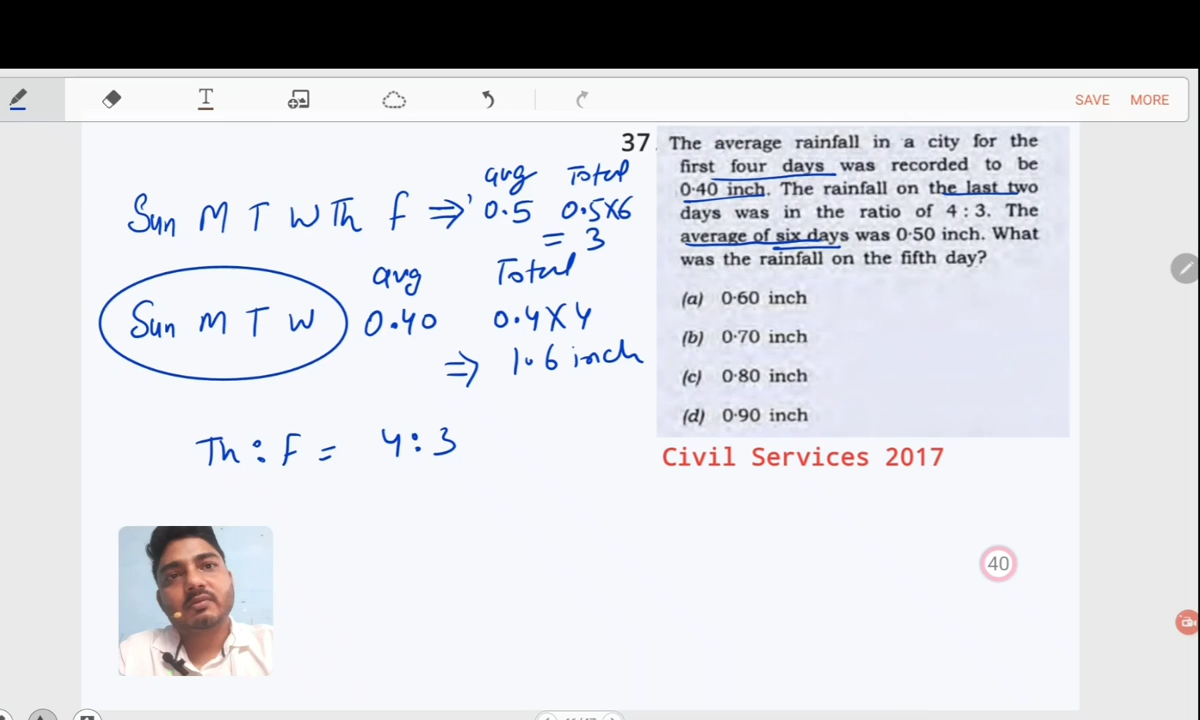 T
SAVE MORE
37. The average rainfall in a city for the
first four days was recorded to be
0·40 inch. The rainfall on the last two
days was in the ratio of 4 : 3. The
average of six days was 0·50 inch. What
was the rainfall on the fifth day?
(a) 0·60 inch
(b) 0·70 inch
(c) 0·80 inch
(d) 0·90 inch
Civil Services 2017
avg Total
Sun M T W Th f ⇒ 0.5 0.5×6
= 3
avg Total
Sun M T W 0.40 0.4×4
⇒ 1.6 inch
Th : F = 4:3
40